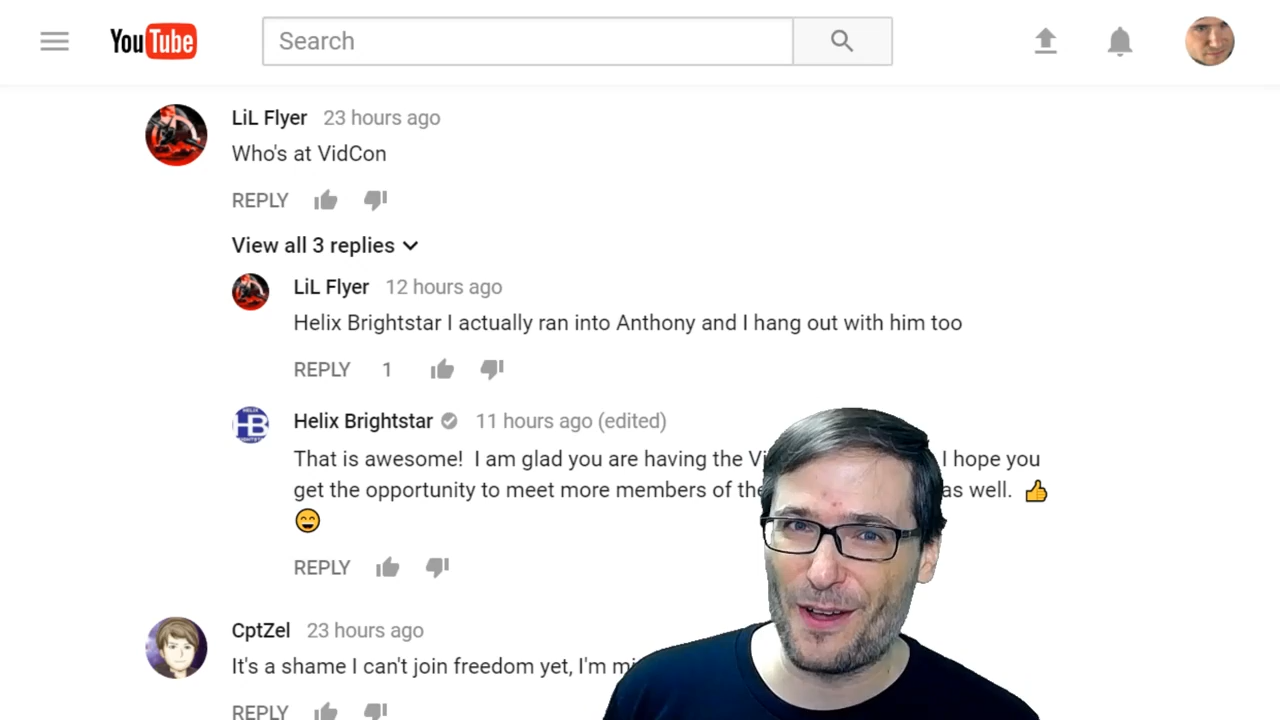 YouTube
Search
LiL Flyer 23 hours ago
Who's at VidCon
REPLY
View all 3 replies
LiL Flyer 12 hours ago
Helix Brightstar I actually ran into Anthony and I hang out with him too
REPLY 1
HELIX
HB
Helix Brightstar 11 hours ago (edited)
That is awesome! I am glad you are having the I hope you
get the opportunity to meet more members of as well. 👍
😄
REPLY
CptZel 23 hours ago
It's a shame I can't join freedom yet, I'm
REPLY